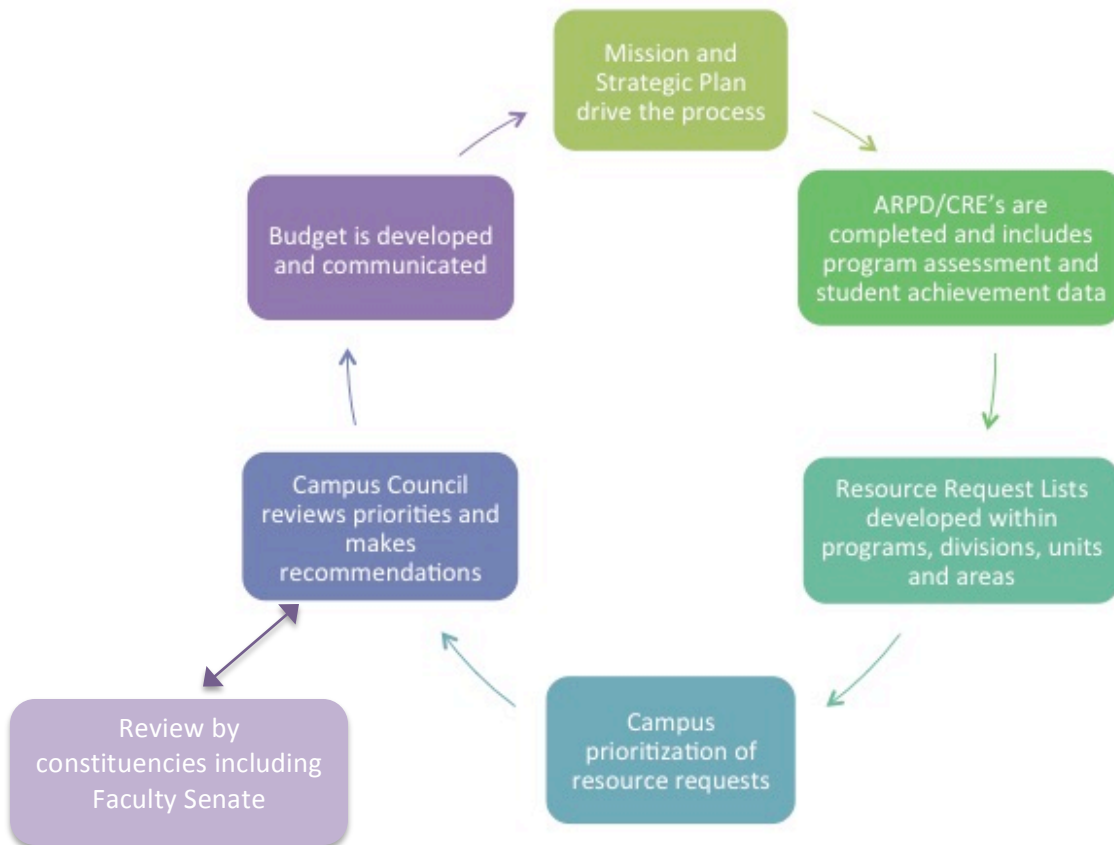 Mission and
Strategic Plan
drive the process
ARPD/CRE’s are
completed and includes
program assessment and
student achievement data
Resource Request Lists
developed within
programs, divisions, units
and areas
Campus
prioritization of
resource requests
Campus Council
reviews priorities and
makes
recommendations
Review by
constituencies including
Faculty Senate
Budget is developed
and communicated